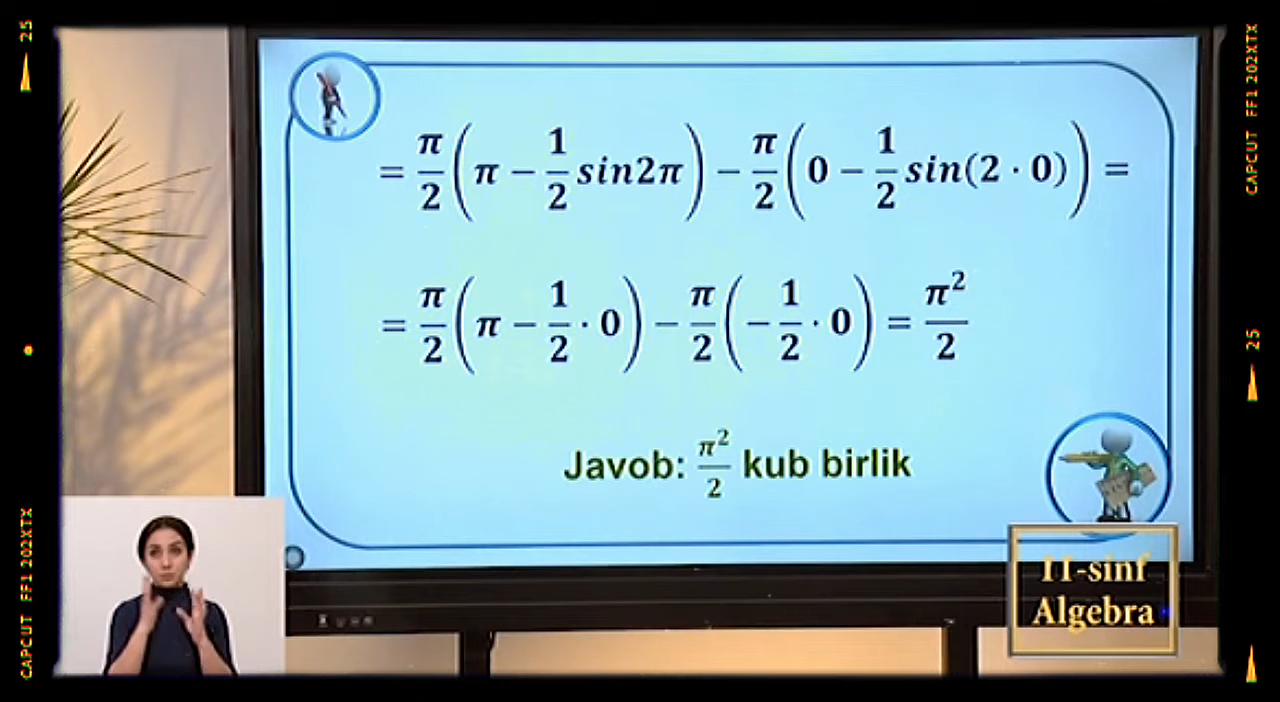 = π/2 (π − 1/2 sin2π) − π/2 (0 − 1/2 sin(2 · 0)) =
= π/2 (π − 1/2 · 0) − π/2 (− 1/2 · 0) = π²/2
Javob: π²/2 kub birlik
11-sinf
Algebra
25
CAPCUT FF1 202XTX
CAPCUT FF1 202XTX
25